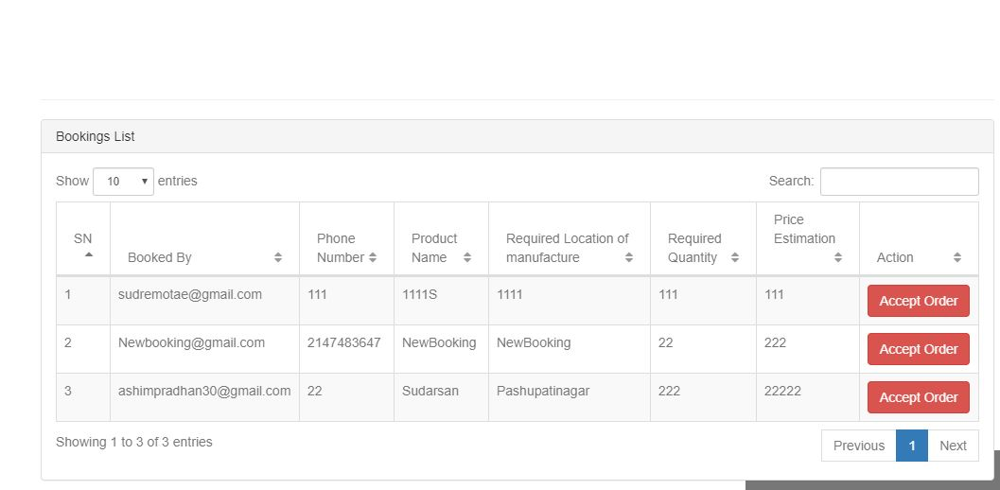 Bookings List
Show 10 entries
Search:
SN
Booked By
Phone
Number
Product
Name
Required Location of
manufacture
Required
Quantity
Price
Estimation
Action
1 sudremotae@gmail.com 111 1111S 1111 111 111 Accept Order
2 Newbooking@gmail.com 2147483647 NewBooking NewBooking 22 222 Accept Order
3 ashimpradhan30@gmail.com 22 Sudarsan Pashupatinagar 222 22222 Accept Order
Showing 1 to 3 of 3 entries
Previous 1 Next